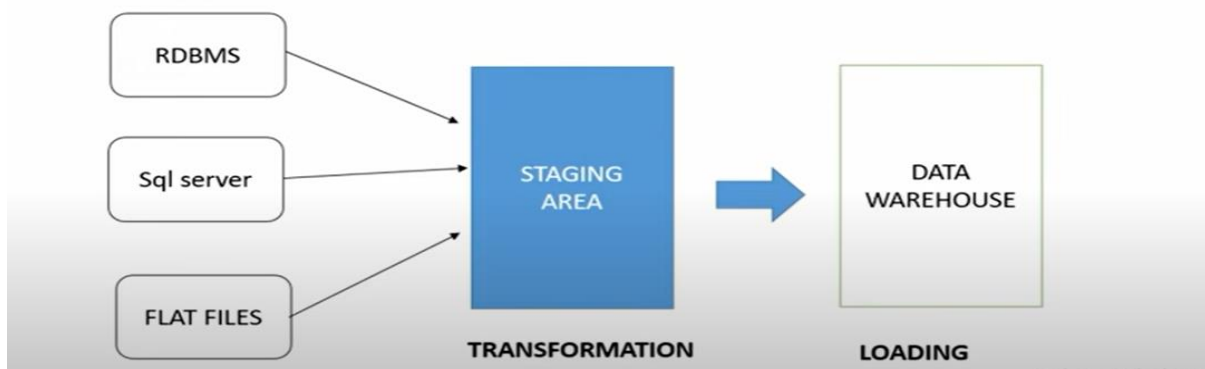 RDBMS
Sql server
FLAT FILES
STAGING
AREA
TRANSFORMATION
DATA
WAREHOUSE
LOADING